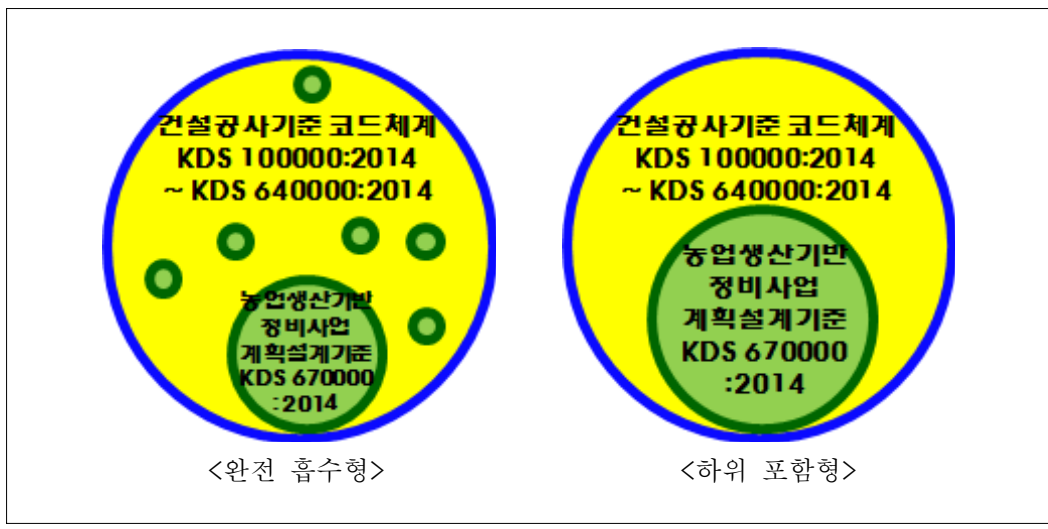 건설공사기준 코드체계
KDS 100000:2014
~ KDS 640000:2014
농업생산기반
정비사업
계획설계기준
KDS 670000
:2014
<완전 흡수형>
건설공사기준 코드체계
KDS 100000:2014
~ KDS 640000:2014
농업생산기반
정비사업
계획설계기준
KDS 670000
:2014
<하위 포함형>